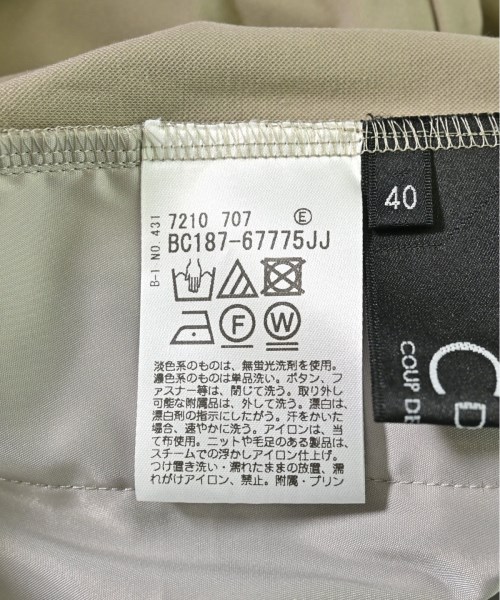 B-I NO.431
7210 707 E
BC187-67775JJ
F W
淡色系のものは、無蛍光洗剤を使用。
濃色系のものは単品洗い。ボタン、フ
ァスナー等は、閉じて洗う。取り外し
可能な附属品は、外して洗う。漂白は、
漂白剤の指示にしたがう。汗をかいた
場合、速やかに洗う。アイロンは、当
て布使用。ニットや毛足のある製品は、
スチームでの浮かしアイロン仕上げ。
つけ置き洗い・濡れたままの放置、濡
れがけアイロン、禁止。附属・プリン
40
COUP DE